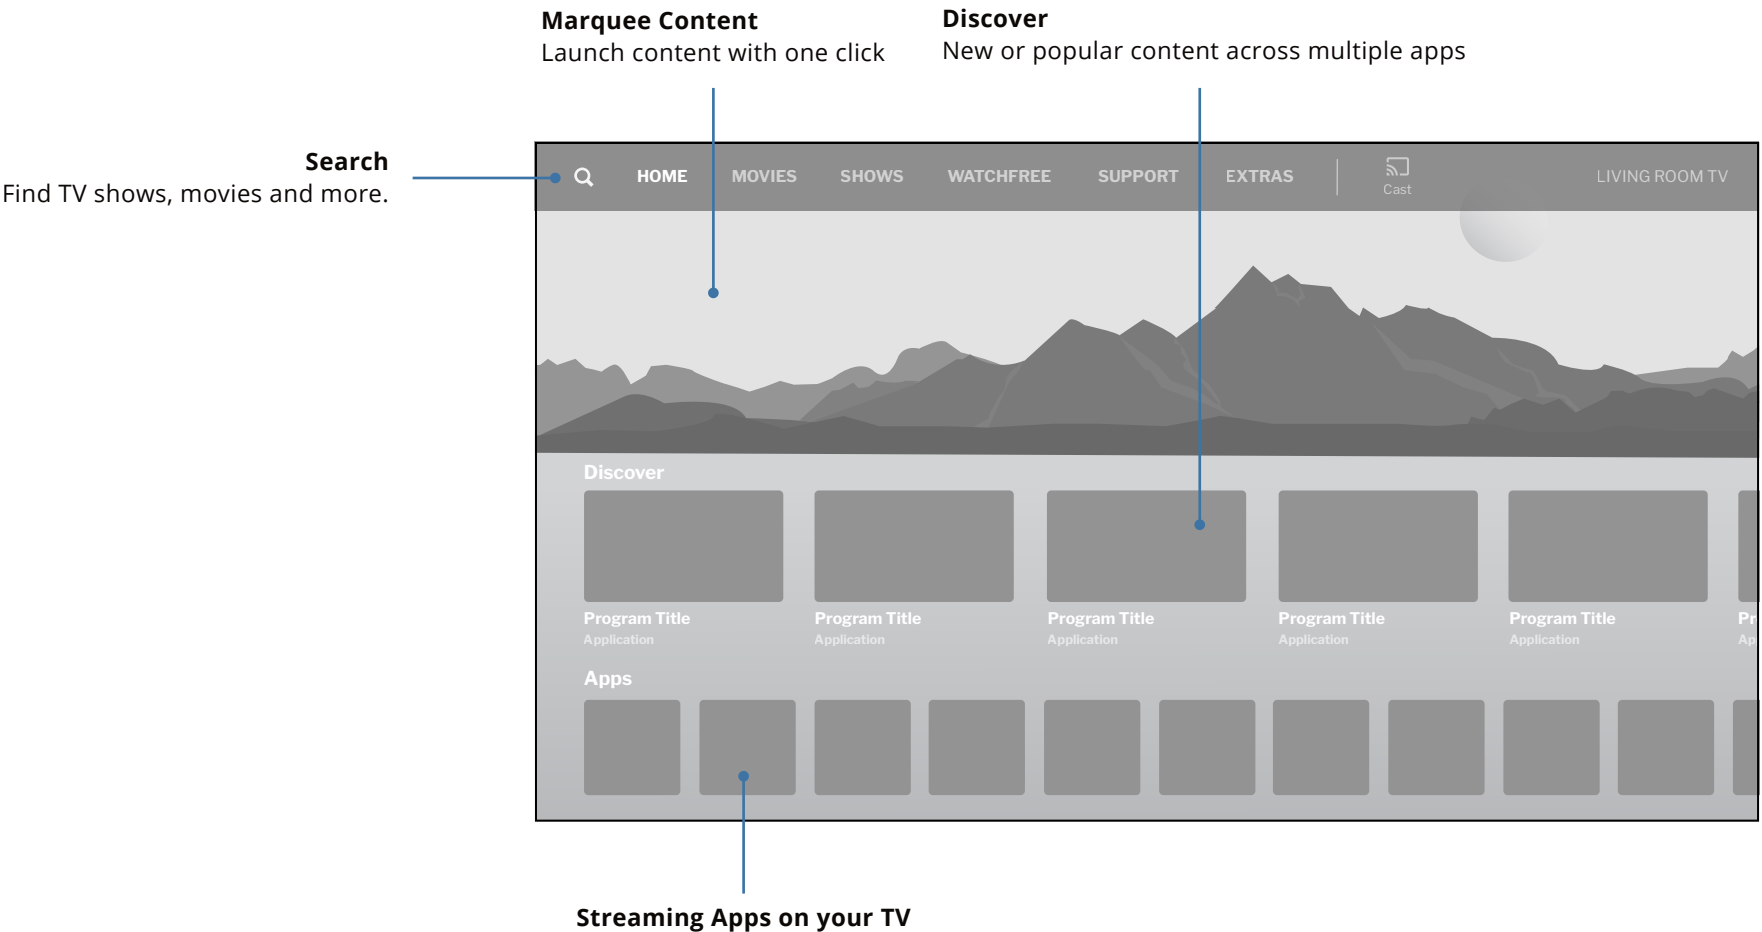 Marquee Content
Launch content with one click
Discover
New or popular content across multiple apps
Search
Find TV shows, movies and more.
HOME MOVIES SHOWS WATCHFREE SUPPORT EXTRAS Cast LIVING ROOM TV
Discover
Program Title Program Title Program Title Program Title Program Title Pr
Application Application Application Application Application Ap
Apps
Streaming Apps on your TV